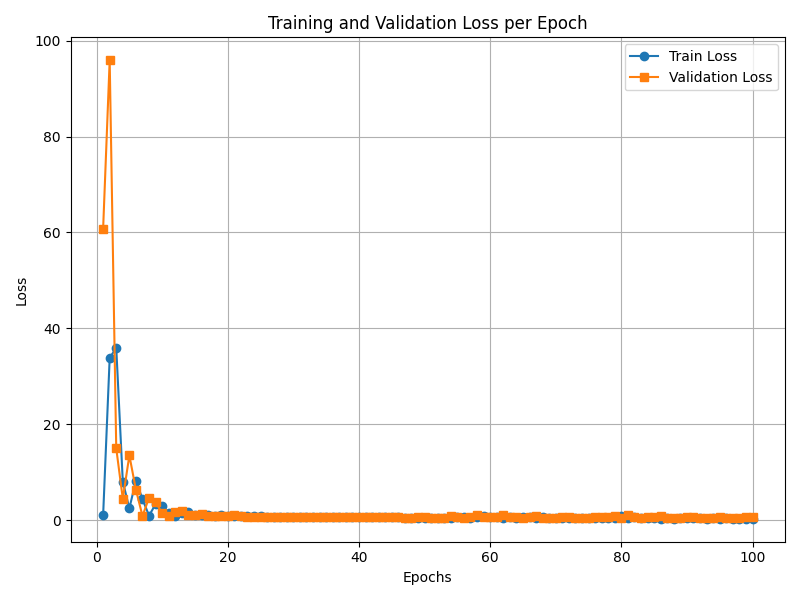 Training and Validation Loss per Epoch
Train Loss
Validation Loss
100
80
60
40
20
0
Loss
0 20 40 60 80 100
Epochs